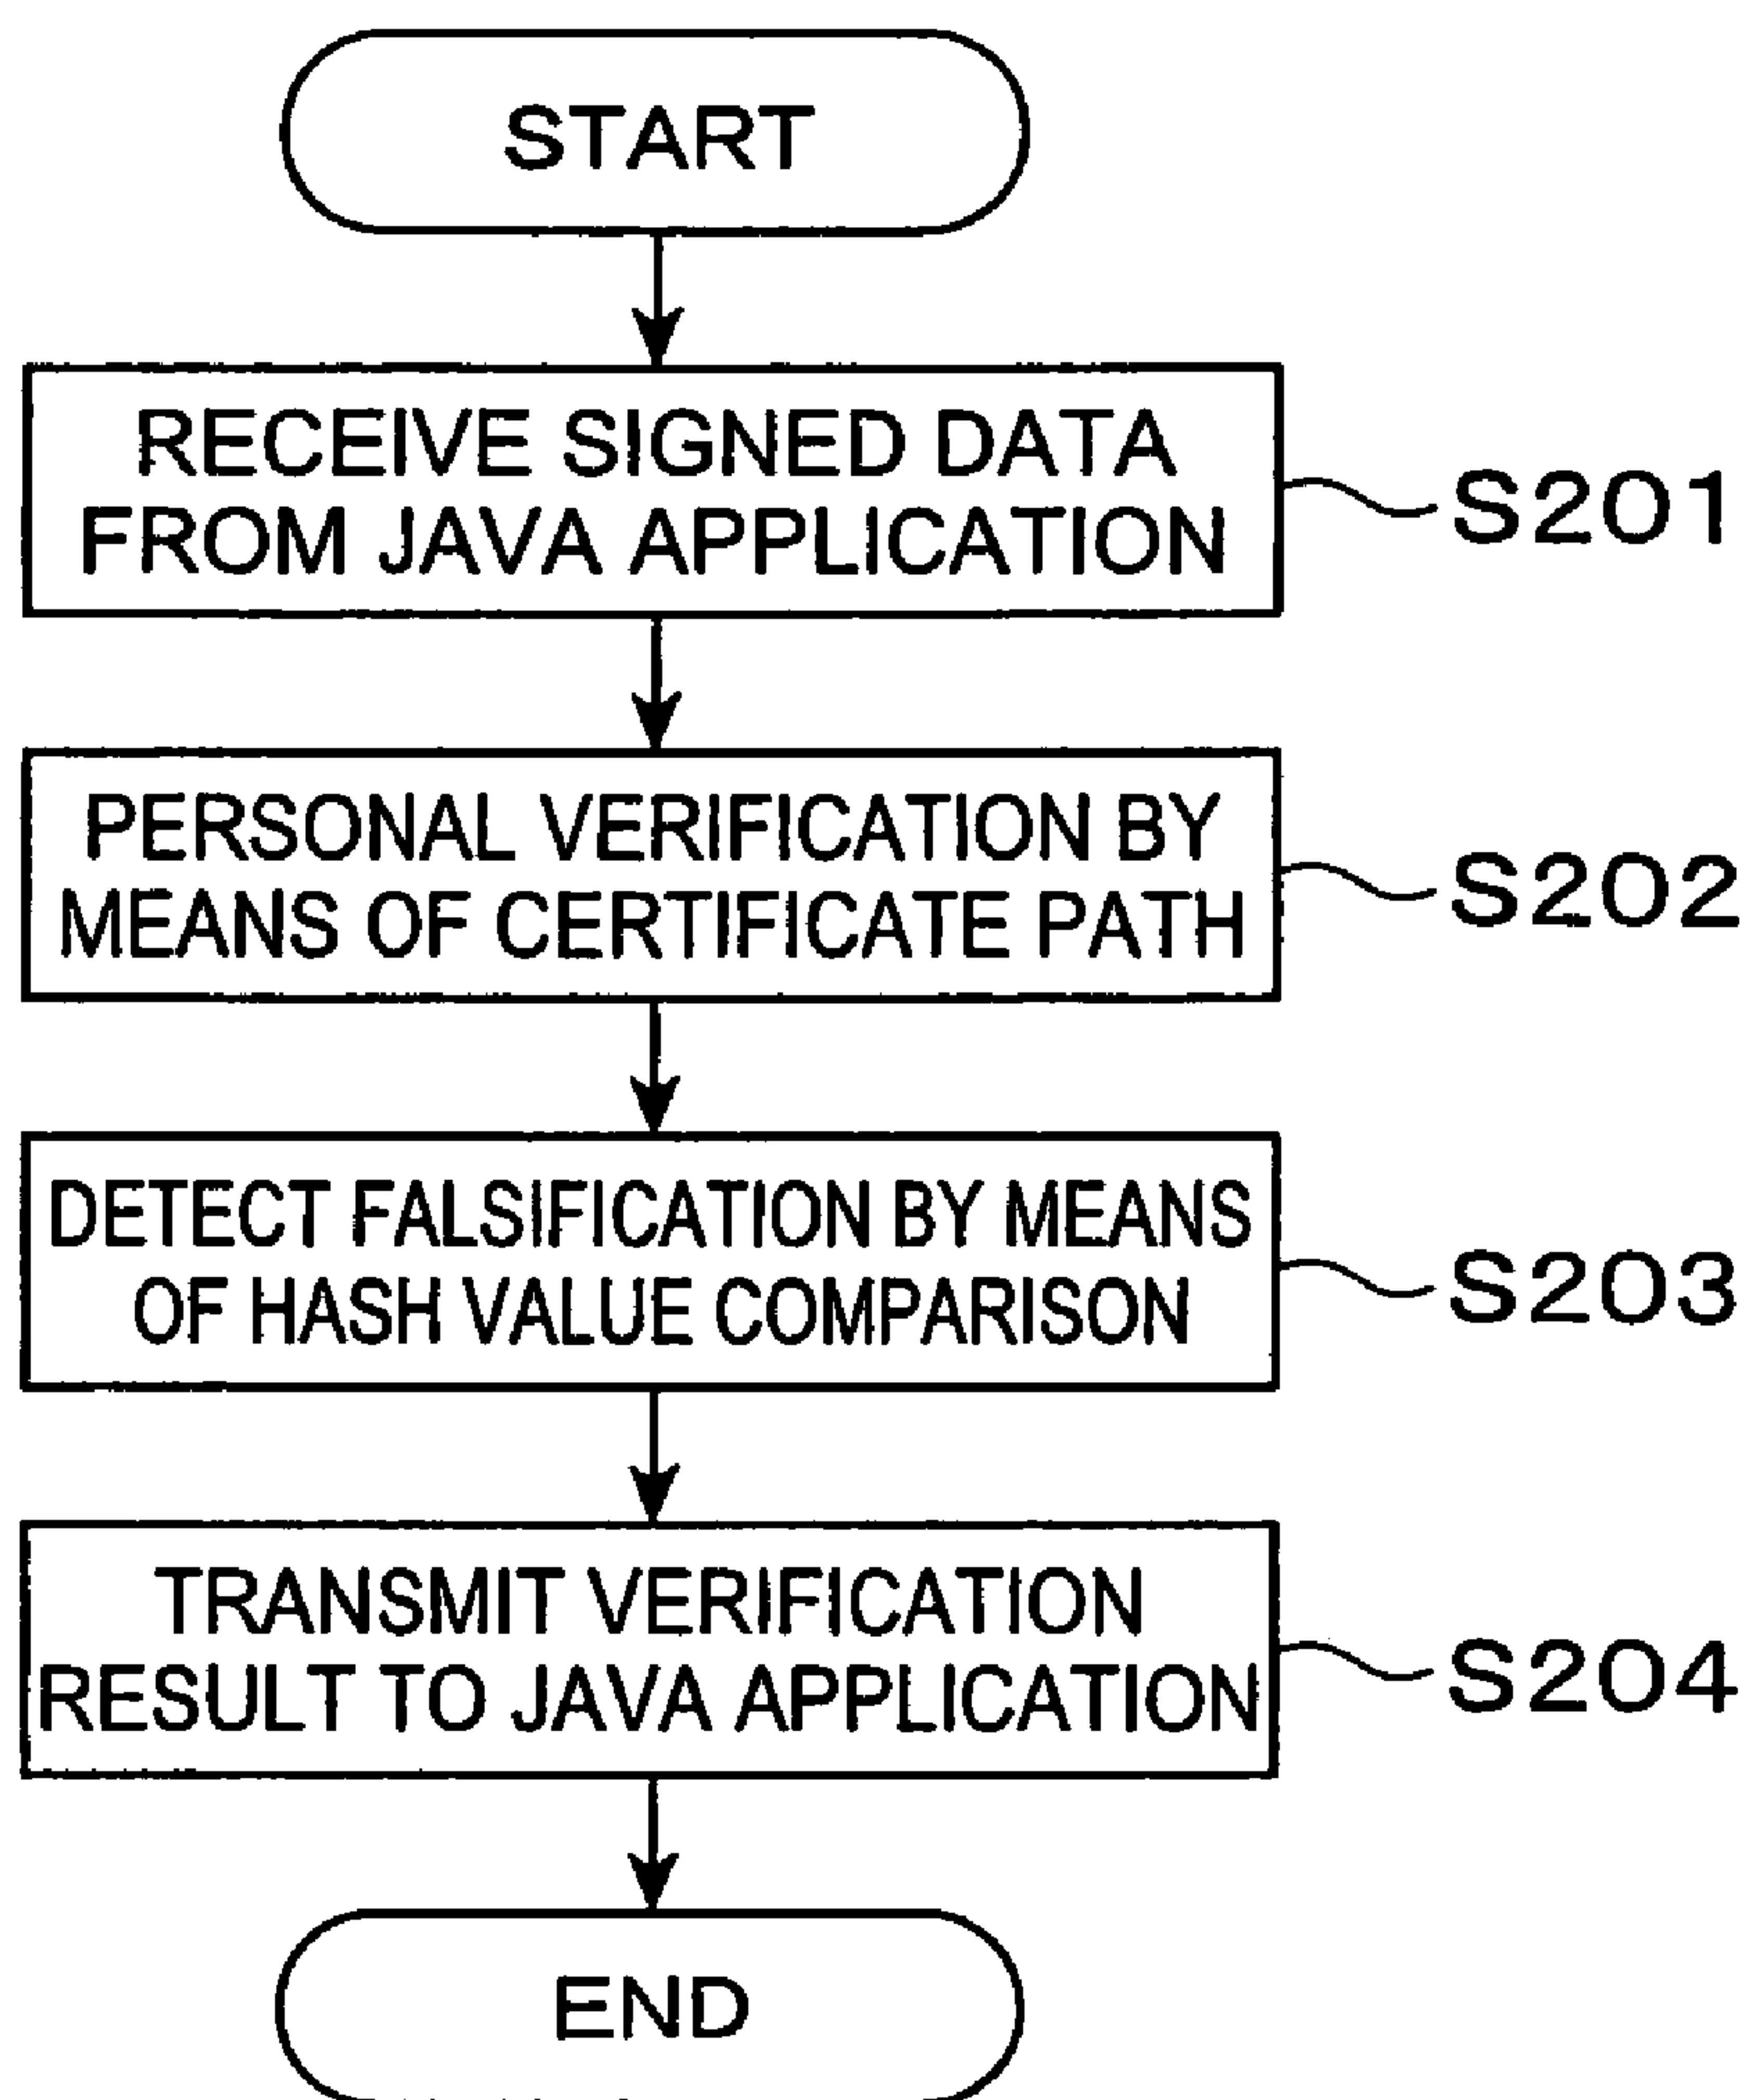 START
RECEIVE SIGNED DATA
FROM JAVA APPLICATION
S201
PERSONAL VERIFICATION BY
MEANS OF CERTIFICATE PATH
S202
DETECT FALSIFICATION BY MEANS
OF HASH VALUE COMPARISON
S203
TRANSMIT VERIFICATION
RESULT TO JAVA APPLICATION
S204
END